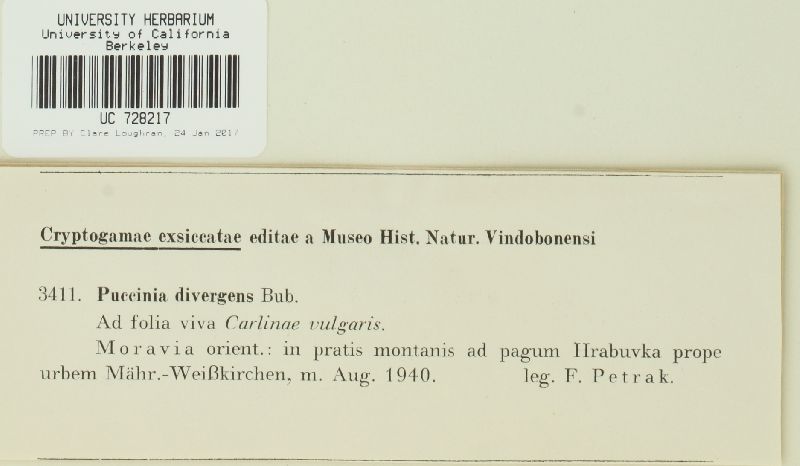 UNIVERSITY HERBARIUM
University of California
Berkeley
UC 728217
PREP BY Clare Loughran, 24 Jan 2017
Cryptogamae exsiccatae editae a Museo Hist. Natur. Vindobonensi
3411. Puccinia divergens Bub.
Ad folia viva Carlinae vulgaris.
Moravia orient.: in pratis montanis ad pagum Hrabuvka prope
urbem Mähr.-Weißkirchen, m. Aug. 1940. leg. F. Petrak.